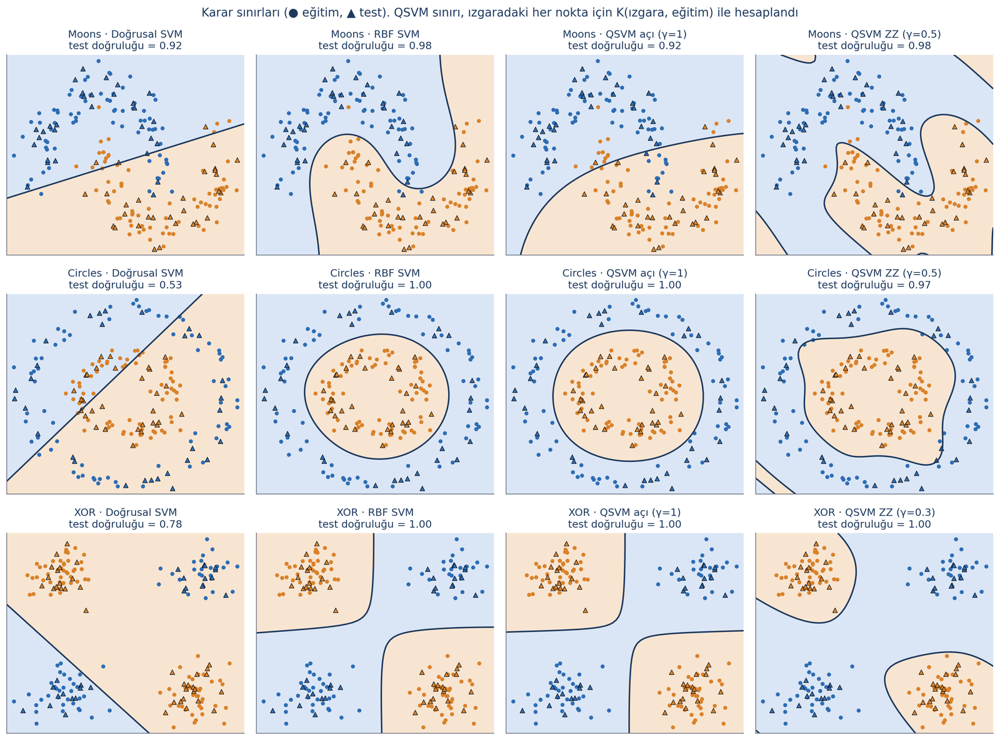 Karar sınırları (● eğitim, ▲ test). QSVM sınırı, ızgaradaki her nokta için K(ızgara, eğitim) ile hesaplandı
Moons · Doğrusal SVM
test doğruluğu = 0.92
Moons · RBF SVM
test doğruluğu = 0.98
Moons · QSVM açı (γ=1)
test doğruluğu = 0.92
Moons · QSVM ZZ (γ=0.5)
test doğruluğu = 0.98
Circles · Doğrusal SVM
test doğruluğu = 0.53
Circles · RBF SVM
test doğruluğu = 1.00
Circles · QSVM açı (γ=1)
test doğruluğu = 1.00
Circles · QSVM ZZ (γ=0.5)
test doğruluğu = 0.97
XOR · Doğrusal SVM
test doğruluğu = 0.78
XOR · RBF SVM
test doğruluğu = 1.00
XOR · QSVM açı (γ=1)
test doğruluğu = 1.00
XOR · QSVM ZZ (γ=0.3)
test doğruluğu = 1.00